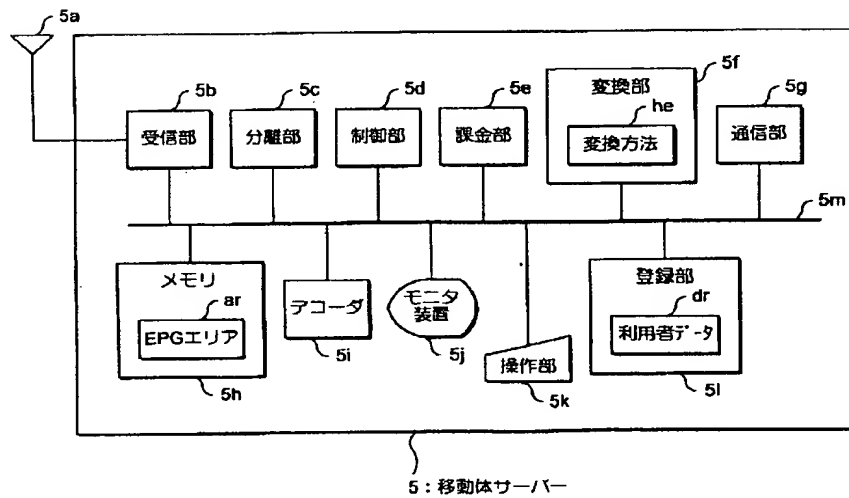 5a
5b
5c
5d
5e
5f
5g
受信部
分離部
制御部
課金部
変換部
he
変換方法
通信部
5m
メモリ
ar
EPGエリア
5h
デコーダ
5i
モニタ
装置
5j
操作部
5k
登録部
dr
利用者データ
5l
5：移動体サーバー